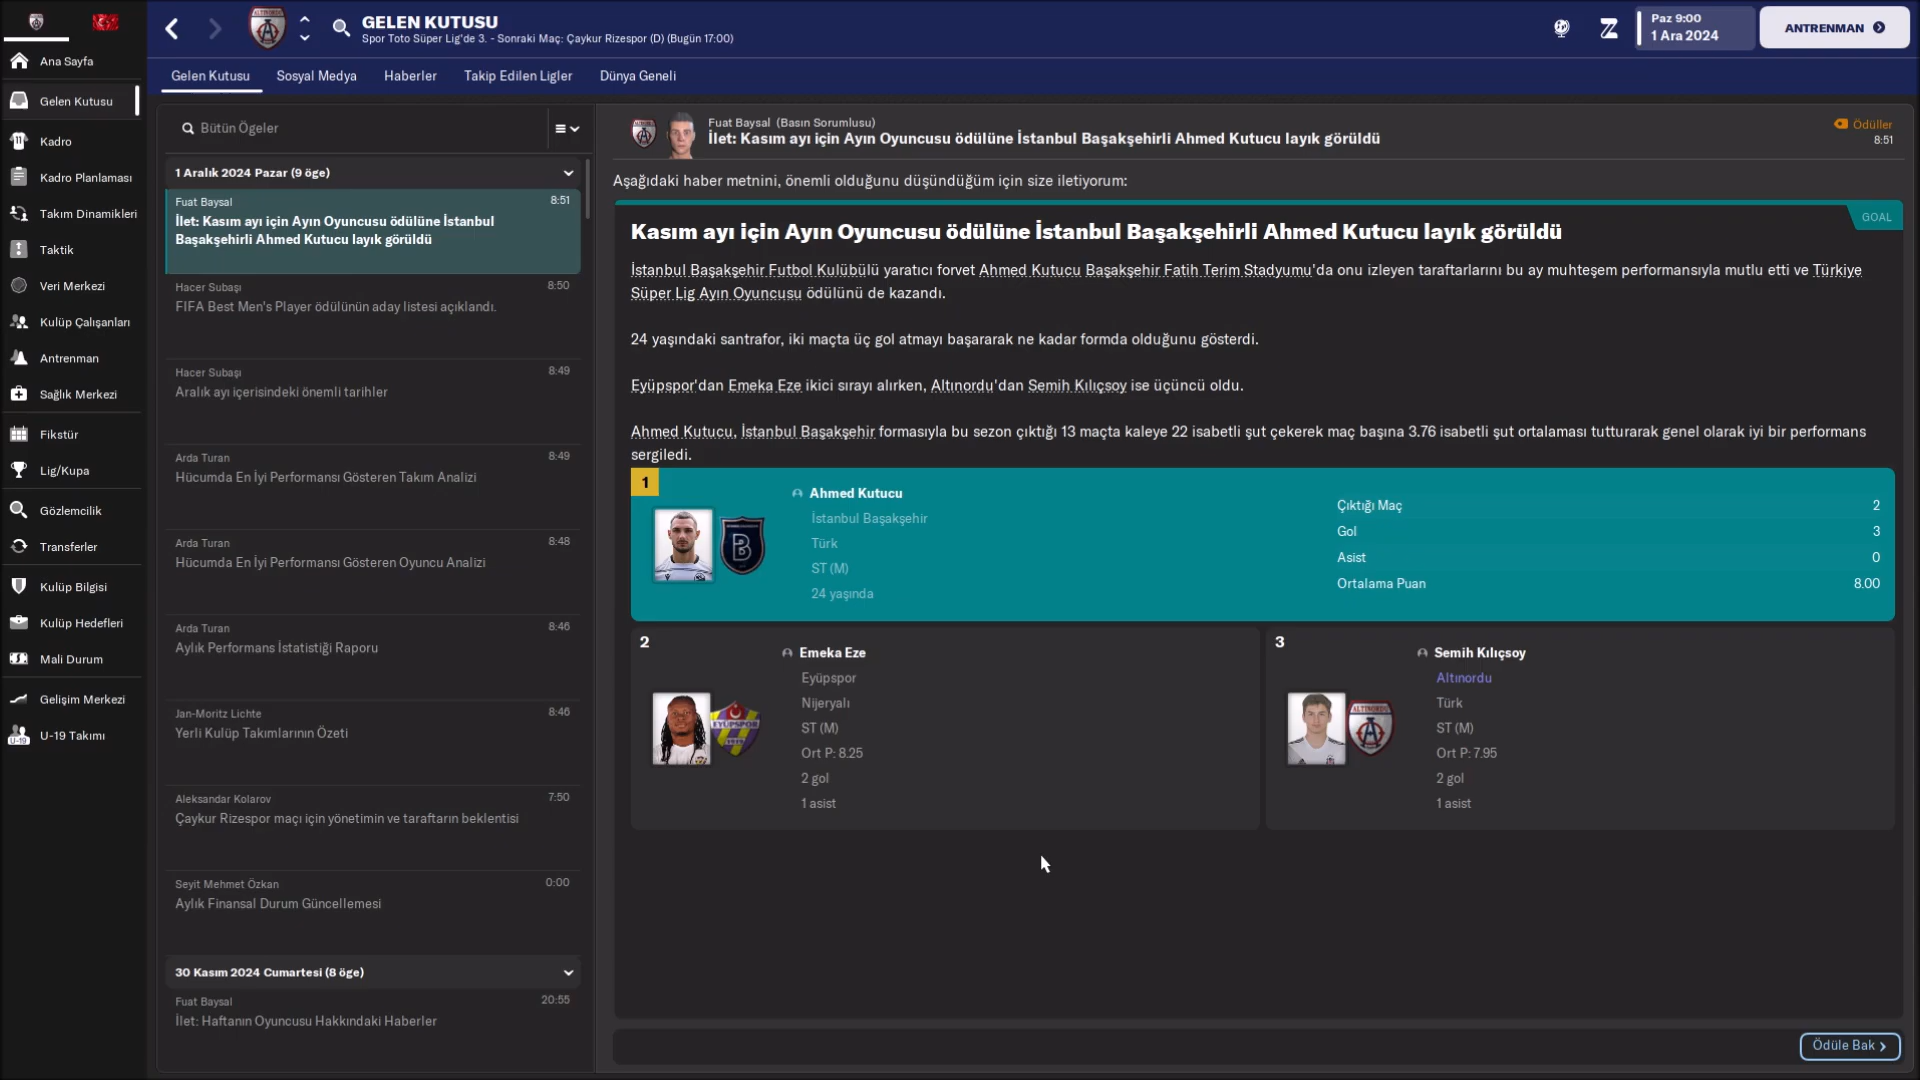 GELEN KUTUSU
Spor Toto Süper Lig'de 3. - Sonraki Maç: Çaykur Rizespor (D) (Bugün 17:00)
Paz 9:00
1 Ara 2024
ANTRENMAN
Ana Sayfa
Gelen Kutusu
Kadro
Kadro Planlaması
Takım Dinamikleri
Taktik
Veri Merkezi
Kulüp Çalışanları
Antrenman
Sağlık Merkezi
Fikstür
Lig/Kupa
Gözlemcilik
Transferler
Kulüp Bilgisi
Kulüp Hedefleri
Mali Durum
Gelişim Merkezi
U-19 Takımı
Gelen Kutusu
Sosyal Medya
Haberler
Takip Edilen Ligler
Dünya Geneli
Bütün Ögeler
1 Aralık 2024 Pazar (9 öge)
Fuat Baysal 8:51
İlet: Kasım ayı için Ayın Oyuncusu ödülüne İstanbul
Başakşehirli Ahmed Kutucu layık görüldü
Hacer Subaşı 8:50
FIFA Best Men's Player ödülünün aday listesi açıklandı.
Hacer Subaşı 8:49
Aralık ayı içerisindeki önemli tarihler
Arda Turan 8:49
Hücumda En İyi Performansı Gösteren Takım Analizi
Arda Turan 8:48
Hücumda En İyi Performansı Gösteren Oyuncu Analizi
Arda Turan 8:46
Aylık Performans İstatistiği Raporu
Jan-Moritz Lichte 8:46
Yerli Kulüp Takımlarının Özeti
Aleksandar Kolarov 7:50
Çaykur Rizespor maçı için yönetimin ve taraftarın beklentisi
Seyit Mehmet Özkan 0:00
Aylık Finansal Durum Güncellemesi
30 Kasım 2024 Cumartesi (8 öge)
Fuat Baysal 20:55
İlet: Haftanın Oyuncusu Hakkındaki Haberler
Fuat Baysal (Basın Sorumlusu)
İlet: Kasım ayı için Ayın Oyuncusu ödülüne İstanbul Başakşehirli Ahmed Kutucu layık görüldü
Ödüller
8:51
Aşağıdaki haber metnini, önemli olduğunu düşündüğüm için size iletiyorum:
GOAL
Kasım ayı için Ayın Oyuncusu ödülüne İstanbul Başakşehirli Ahmed Kutucu layık görüldü
İstanbul Başakşehir Futbol Kulübülü yaratıcı forvet Ahmed Kutucu Başakşehir Fatih Terim Stadyumu'da onu izleyen taraftarlarını bu ay muhteşem performansıyla mutlu etti ve Türkiye
Süper Lig Ayın Oyuncusu ödülünü de kazandı.
24 yaşındaki santrafor, iki maçta üç gol atmayı başararak ne kadar formda olduğunu gösterdi.
Eyüpspor'dan Emeka Eze ikici sırayı alırken, Altınordu'dan Semih Kılıçsoy ise üçüncü oldu.
Ahmed Kutucu, İstanbul Başakşehir formasıyla bu sezon çıktığı 13 maçta kaleye 22 isabetli şut çekerek maç başına 3.76 isabetli şut ortalaması tutturarak genel olarak iyi bir performans
sergiledi.
1
Ahmed Kutucu
İstanbul Başakşehir
Türk
ST (M)
24 yaşında
Çıktığı Maç 2
Gol 3
Asist 0
Ortalama Puan 8.00
2
Emeka Eze
Eyüpspor
Nijeryalı
ST (M)
Ort P: 8.25
2 gol
1 asist
3
Semih Kılıçsoy
Altınordu
Türk
ST (M)
Ort P: 7.95
2 gol
1 asist
Ödüle Bak